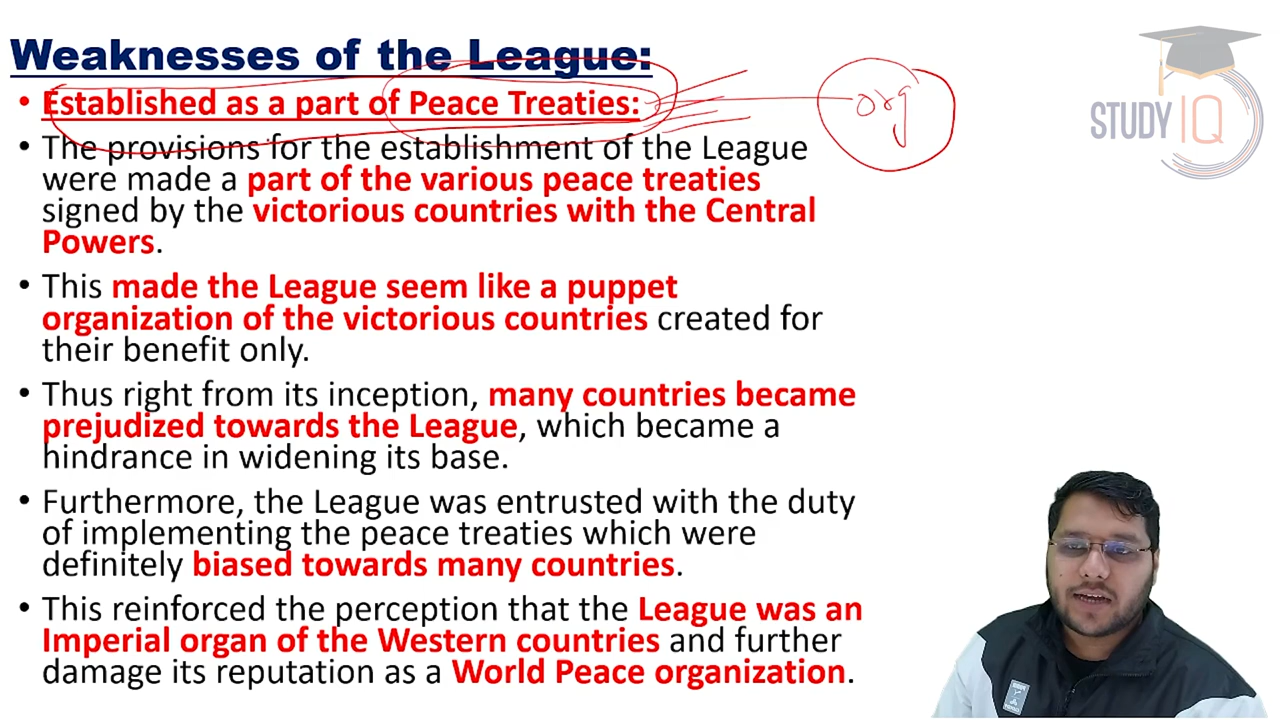 Weaknesses of the League:
• Established as a part of Peace Treaties:
org
STUDY IQ
• The provisions for the establishment of the League
were made a part of the various peace treaties
signed by the victorious countries with the Central
Powers.
• This made the League seem like a puppet
organization of the victorious countries created for
their benefit only.
• Thus right from its inception, many countries became
prejudized towards the League, which became a
hindrance in widening its base.
• Furthermore, the League was entrusted with the duty
of implementing the peace treaties which were
definitely biased towards many countries.
• This reinforced the perception that the League was an
Imperial organ of the Western countries and further
damage its reputation as a World Peace organization.